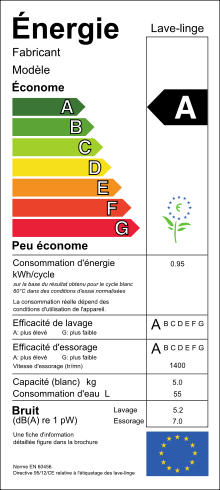 Énergie
Lave-linge
Fabricant
Modèle
Économe
A
A
B
C
D
E
F
G
Peu économe
Consommation d'énergie
kWh/cycle
0.95
sur la base du résultat obtenu pour le cycle blanc
60°C dans des conditions d'essai normalisées
La consommation réelle dépend des
conditions d'utilisation de l'appareil.
Efficacité de lavage
A B C D E F G
A: plus élevé G: plus faible
Efficacité d'essorage
A B C D E F G
A: plus élevé G: plus faible
Vitesse d'essorage (tr/mn) 1400
Capacité (blanc) kg 5.0
Consommation d'eau L 55
Bruit Lavage 5.2
(dB(A) re 1 pW) Essorage 7.0
Une fiche d'information
détaillée figure dans la brochure
Norme EN 60456
Directive 95/12/CE relative à l'étiquetage des lave-linge